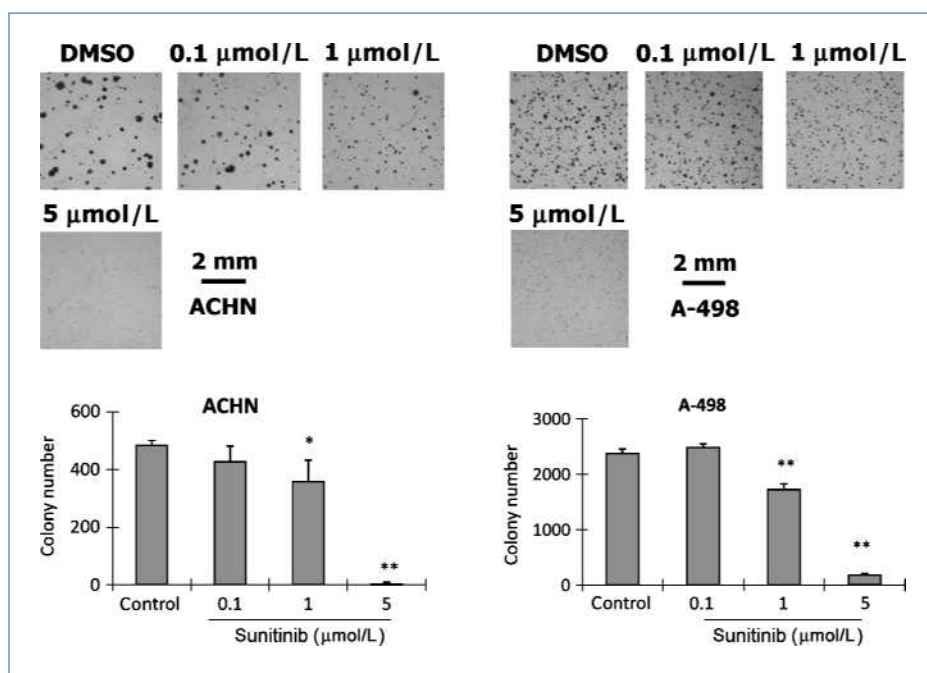 DMSO 0.1 μmol/L 1 μmol/L
5 μmol/L
2 mm
ACHN
DMSO 0.1 μmol/L 1 μmol/L
5 μmol/L
2 mm
A-498
ACHN
Colony number
600
400
200
0
*
**
Control 0.1 1 5
Sunitinib (μmol/L)
A-498
Colony number
3000
2000
1000
0
**
**
Control 0.1 1 5
Sunitinib (μmol/L)